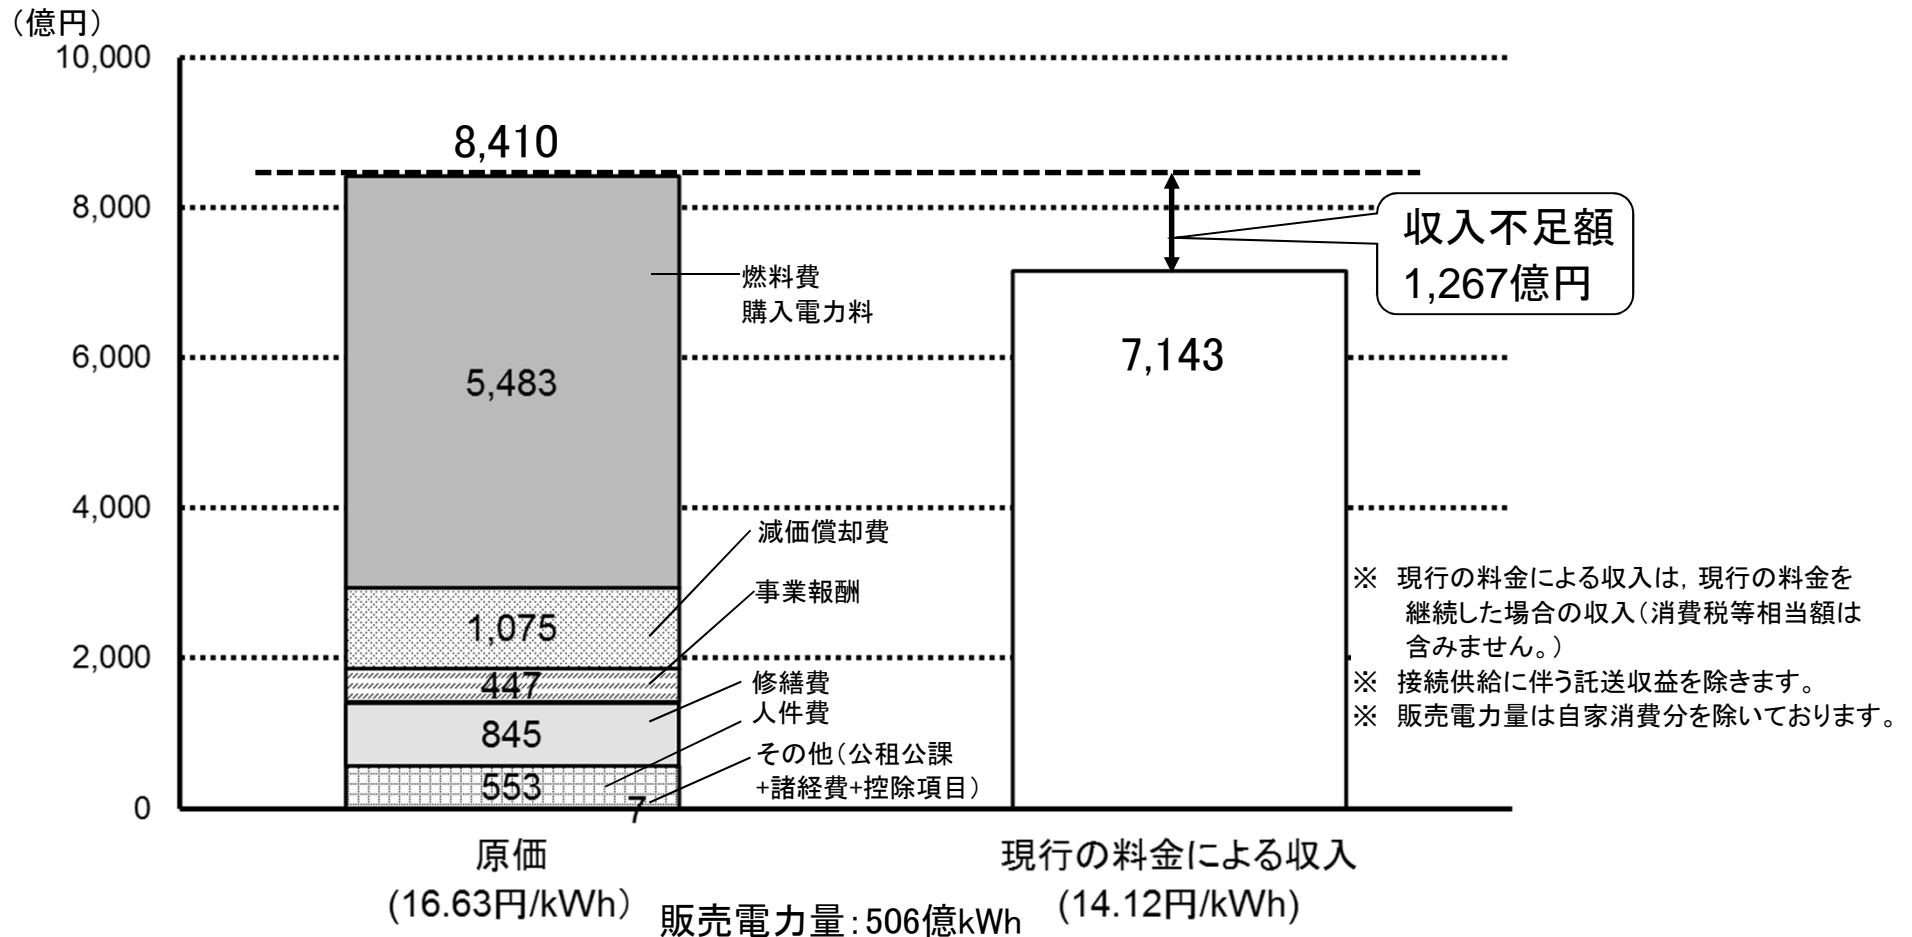 （億円）
10,000
8,000
6,000
4,000
2,000
0
8,410
5,483
1,075
447
845
553
7
燃料費
購入電力料
減価償却費
事業報酬
修繕費
人件費
その他（公租公課
+諸経費+控除項目）
収入不足額
1,267億円
7,143
※ 現行の料金による収入は，現行の料金を
継続した場合の収入（消費税等相当額は
含みません。）
※ 接続供給に伴う託送収益を除きます。
※ 販売電力量は自家消費分を除いております。
原価
(16.63円/kWh）
現行の料金による収入
(14.12円/kWh)
販売電力量：506億kWh